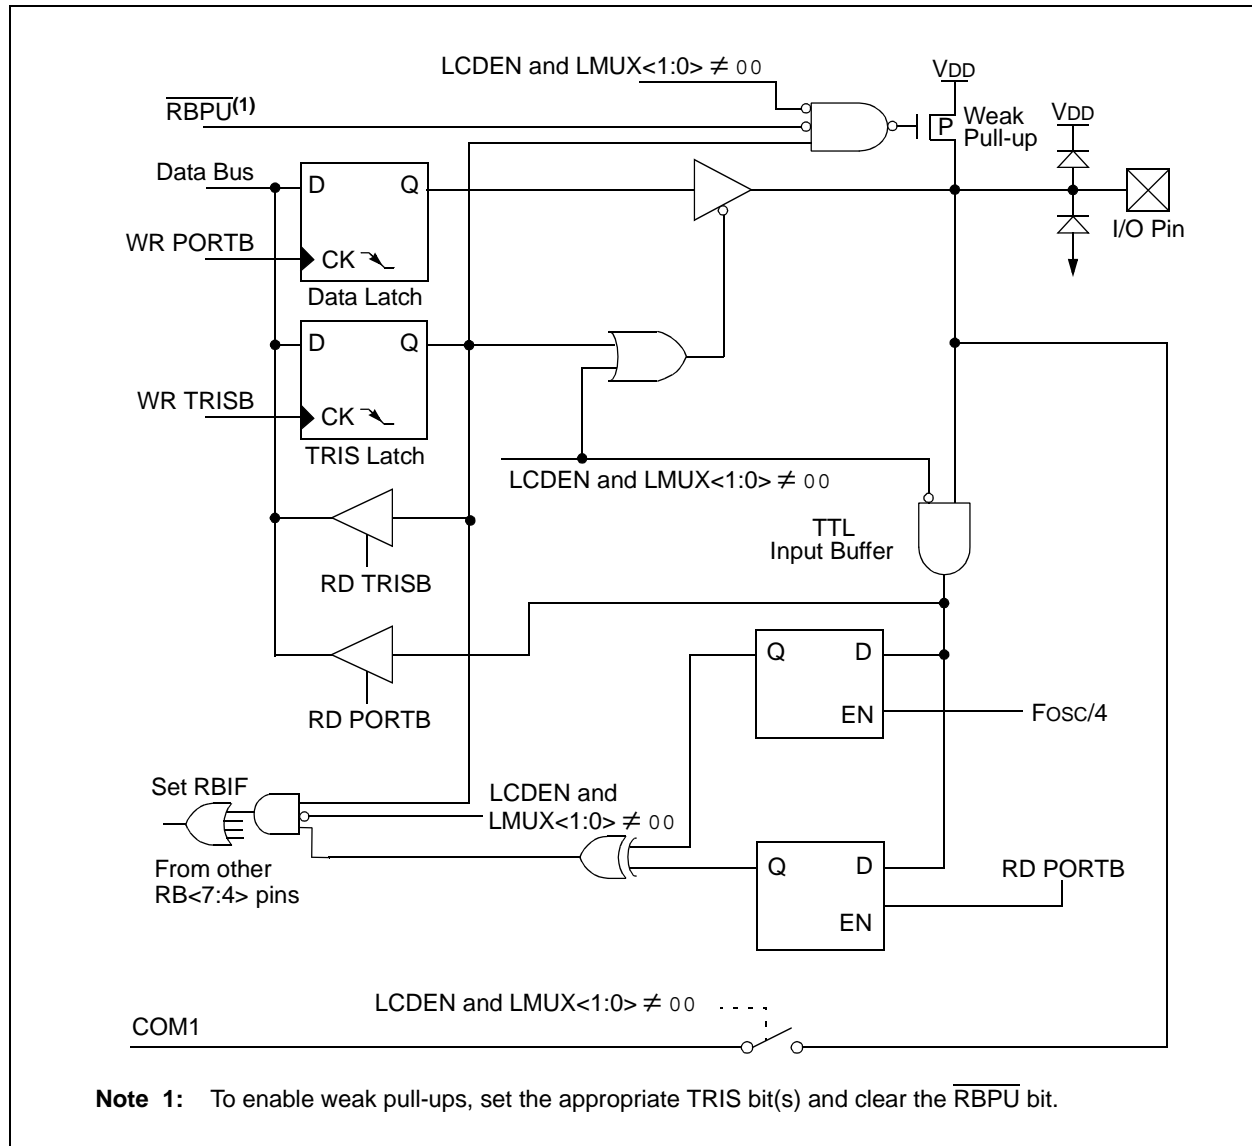 LCDEN and LMUX<1:0> ≠ 00
VDD
RBPU(1)
P
Weak
Pull-up
VDD
Data Bus
D
Q
WR PORTB
CK
Data Latch
I/O Pin
D
Q
WR TRISB
CK
TRIS Latch
LCDEN and LMUX<1:0> ≠ 00
TTL
Input Buffer
RD TRISB
Q
D
EN
FOSC/4
RD PORTB
Set RBIF
LCDEN and
LMUX<1:0> ≠ 00
From other
RB<7:4> pins
Q
D
EN
RD PORTB
LCDEN and LMUX<1:0> ≠ 00
COM1
Note 1: To enable weak pull-ups, set the appropriate TRIS bit(s) and clear the RBPU bit.